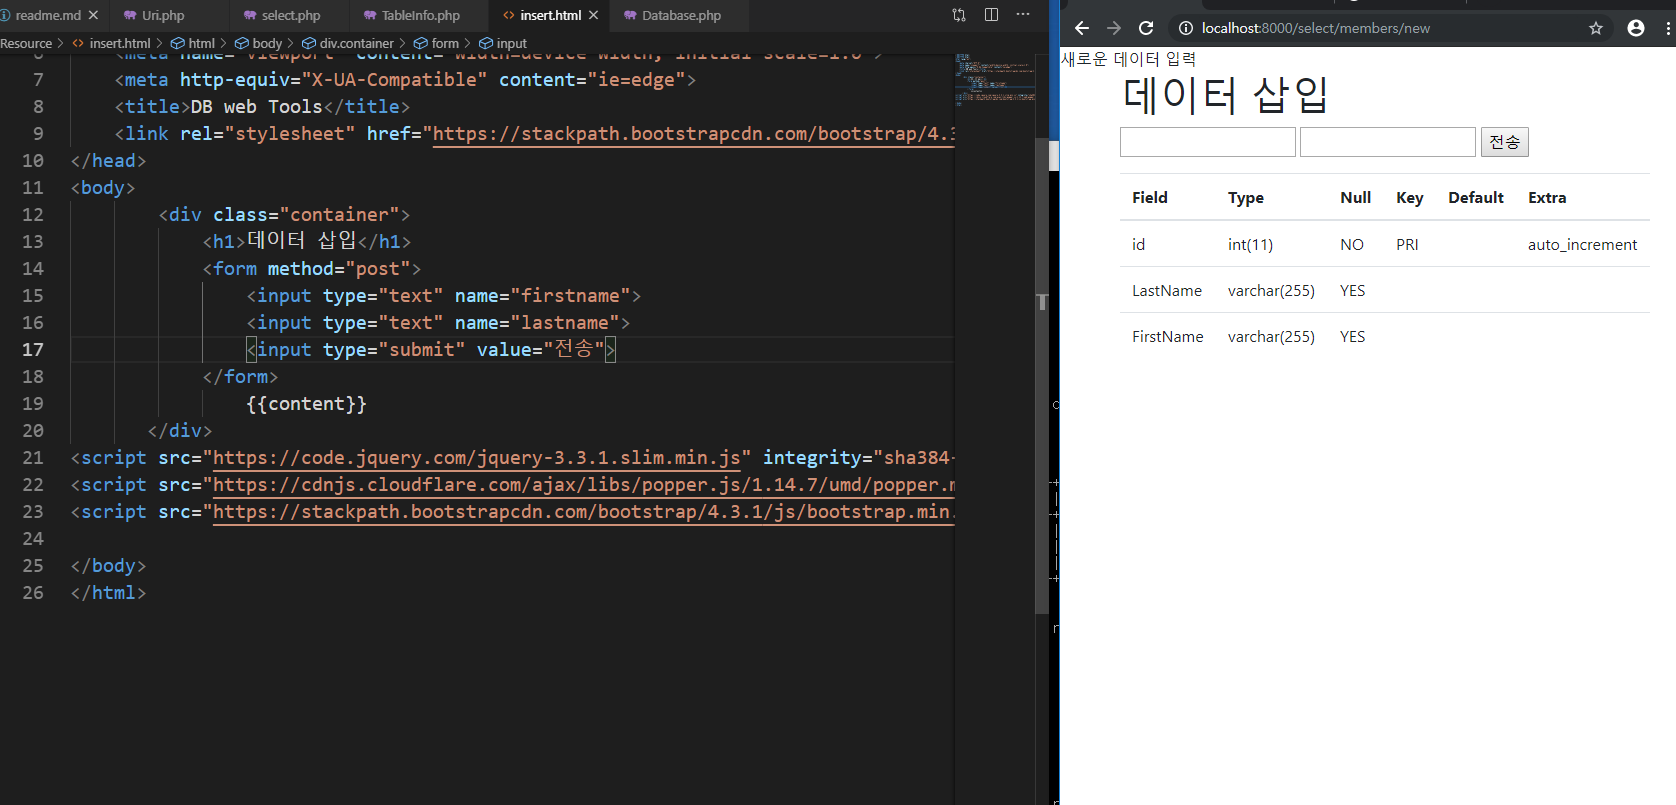 readme.md Uri.php select.php TableInfo.php insert.html Database.php
Resource > insert.html > html > body > div.container > form > input
7 <meta http-equiv="X-UA-Compatible" content="ie=edge">
8 <title>DB web Tools</title>
9 <link rel="stylesheet" href="https://stackpath.bootstrapcdn.com/bootstrap/4.3
10 </head>
11 <body>
12 <div class="container">
13 <h1>데이터 삽입</h1>
14 <form method="post">
15 <input type="text" name="firstname">
16 <input type="text" name="lastname">
17 <input type="submit" value="전송">
18 </form>
19 {{content}}
20 </div>
21 <script src="https://code.jquery.com/jquery-3.3.1.slim.min.js" integrity="sha384-
22 <script src="https://cdnjs.cloudflare.com/ajax/libs/popper.js/1.14.7/umd/popper.m
23 <script src="https://stackpath.bootstrapcdn.com/bootstrap/4.3.1/js/bootstrap.min.
24
25 </body>
26 </html>
localhost:8000/select/members/new
새로운 데이터 입력
데이터 삽입
전송
Field Type Null Key Default Extra
id int(11) NO PRI auto_increment
LastName varchar(255) YES
FirstName varchar(255) YES